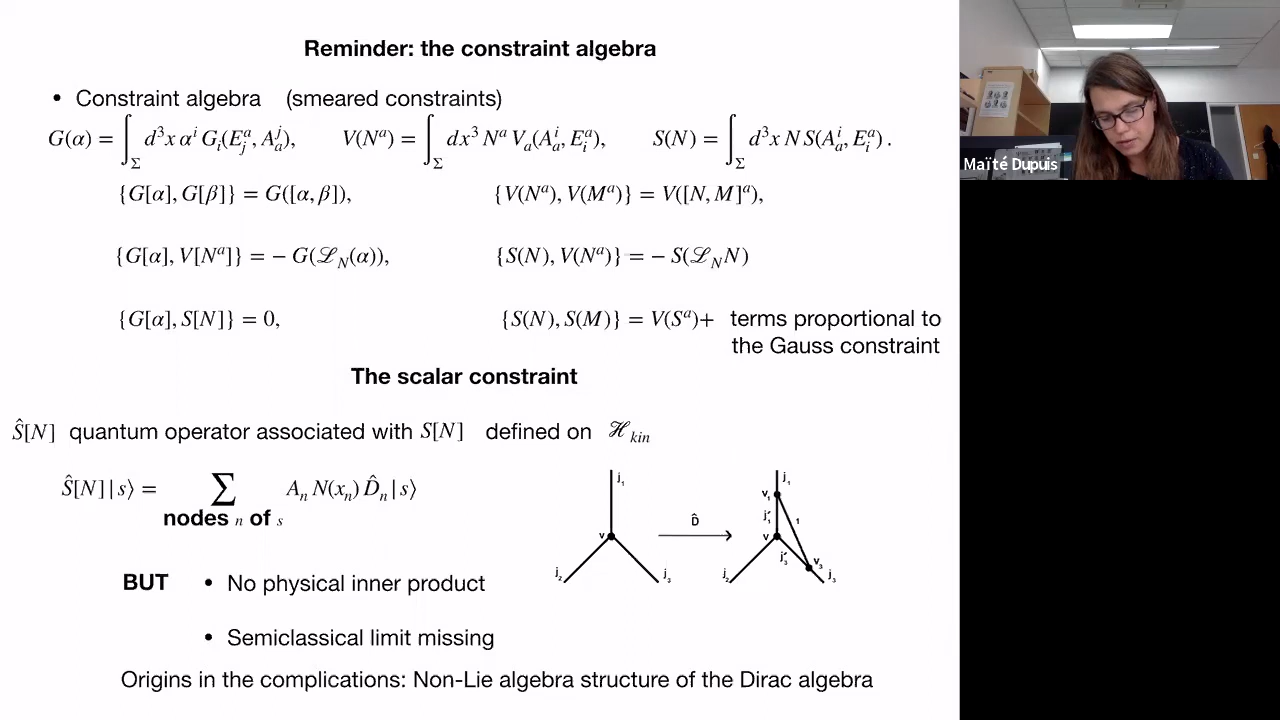 Reminder: the constraint algebra
• Constraint algebra (smeared constraints)
G(α) = ∫_Σ d³x αⁱ G_i(E^a_j, A^j_a), V(N^a) = ∫_Σ dx³ N^a V_a(A^i_a, E^a_i), S(N) = ∫_Σ d³x N S(A^i_a, E^a_i) .
{G[α], G[β]} = G([α, β]), {V(N^a), V(M^a)} = V([N, M]^a),
{G[α], V[N^a]} = − G(ℒ_N(α)), {S(N), V(N^a)} = − S(ℒ_N N)
{G[α], S[N]} = 0, {S(N), S(M)} = V(S^a)+ terms proportional to
the Gauss constraint
The scalar constraint
Ŝ[N] quantum operator associated with S[N] defined on ℋ_kin
Ŝ[N] | s⟩ = ∑ A_n N(x_n) D̂_n | s⟩
nodes n of s
v j₁ j₂ j₃
D̂
v₁ j₁ j₁′ 1 v j₃′ v₃ j₂ j₃
BUT • No physical inner product
• Semiclassical limit missing
Origins in the complications: Non-Lie algebra structure of the Dirac algebra
Maïté Dupuis